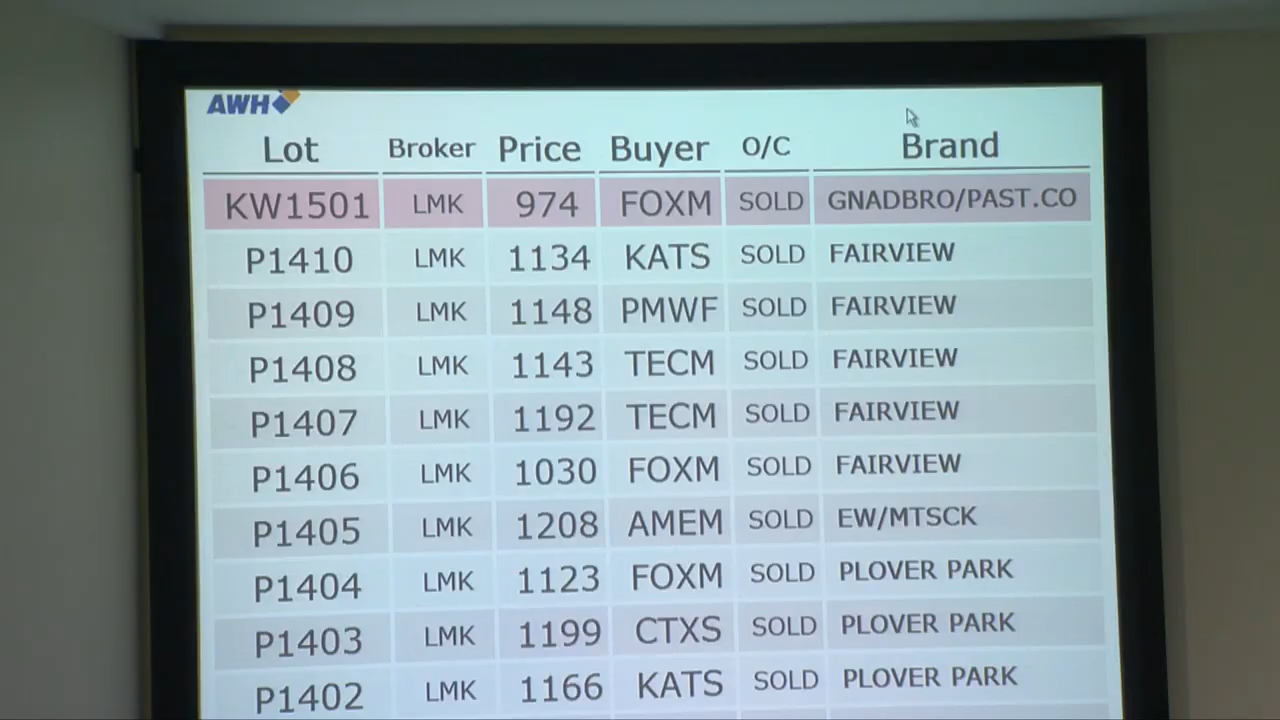 AWH
Lot Broker Price Buyer O/C Brand
KW1501 LMK 974 FOXM SOLD GNADBRO/PAST.CO
P1410 LMK 1134 KATS SOLD FAIRVIEW
P1409 LMK 1148 PMWF SOLD FAIRVIEW
P1408 LMK 1143 TECM SOLD FAIRVIEW
P1407 LMK 1192 TECM SOLD FAIRVIEW
P1406 LMK 1030 FOXM SOLD FAIRVIEW
P1405 LMK 1208 AMEM SOLD EW/MTSCK
P1404 LMK 1123 FOXM SOLD PLOVER PARK
P1403 LMK 1199 CTXS SOLD PLOVER PARK
P1402 LMK 1166 KATS SOLD PLOVER PARK